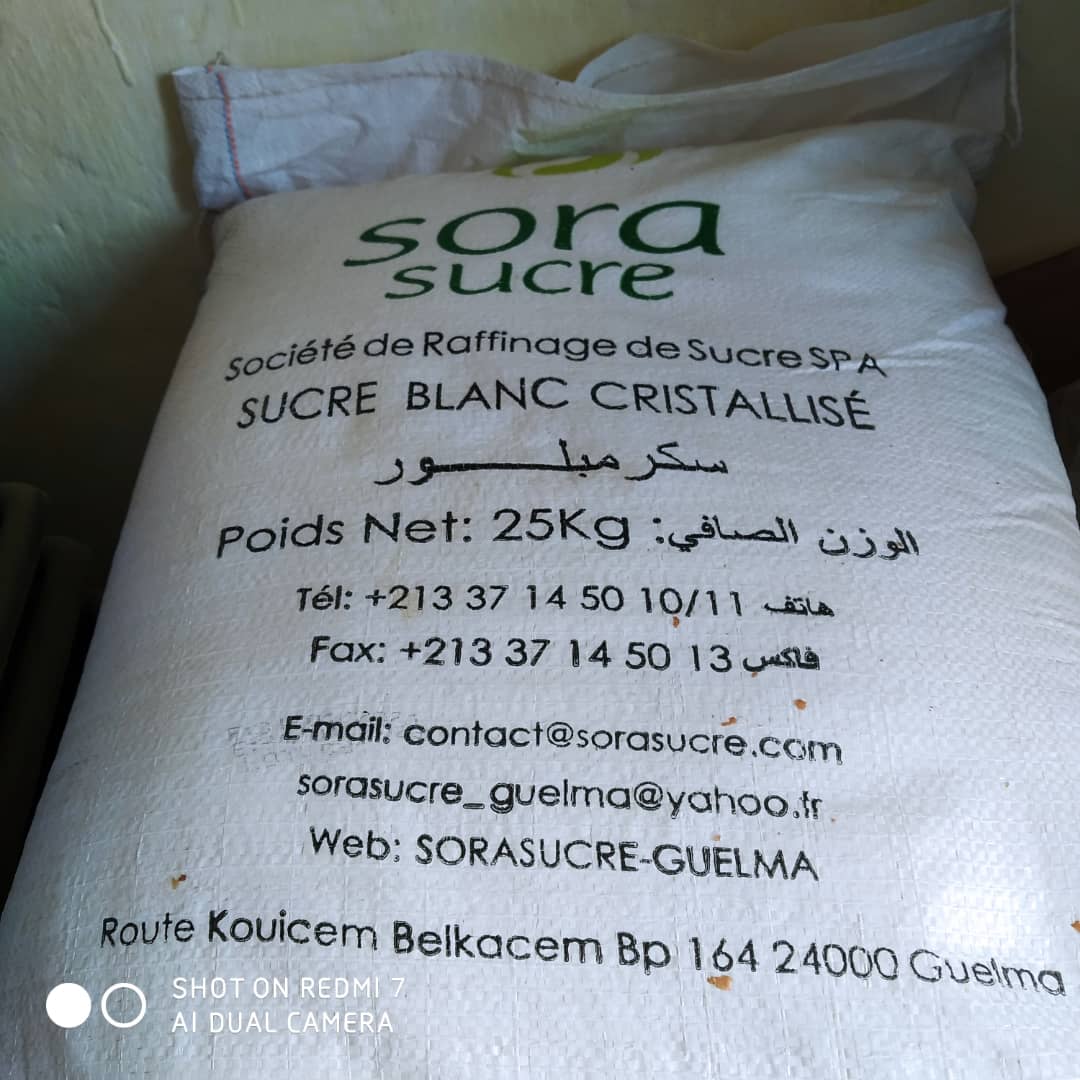 sora
sucre
Société de Raffinage de Sucre SPA
SUCRE BLANC CRISTALLISÉ
سكر مبلـــــــور
Poids Net: 25Kg :الوزن الصافي
Tél: +213 37 14 50 10/11 هاتف
Fax: +213 37 14 50 13 فاكس
E-mail: contact@sorasucre.com
sorasucre_guelma@yahoo.fr
Web: SORASUCRE-GUELMA
Route Kouicem Belkacem Bp 164 24000 Guelma
SHOT ON REDMI 7
AI DUAL CAMERA